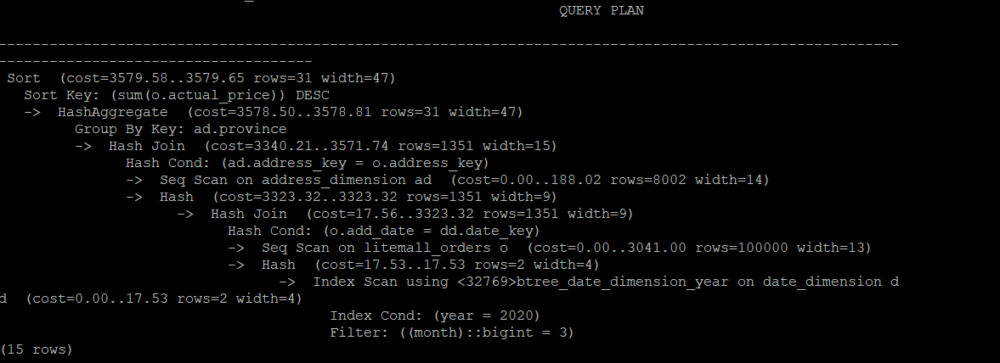 QUERY PLAN
----------------------------------------------------------------------------------------------------------
-------------------------------------
Sort  (cost=3579.58..3579.65 rows=31 width=47)
  Sort Key: (sum(o.actual_price)) DESC
  ->  HashAggregate  (cost=3578.50..3578.81 rows=31 width=47)
        Group By Key: ad.province
        ->  Hash Join  (cost=3340.21..3571.74 rows=1351 width=15)
              Hash Cond: (ad.address_key = o.address_key)
              ->  Seq Scan on address_dimension ad  (cost=0.00..188.02 rows=8002 width=14)
              ->  Hash  (cost=3323.32..3323.32 rows=1351 width=9)
                    ->  Hash Join  (cost=17.56..3323.32 rows=1351 width=9)
                          Hash Cond: (o.add_date = dd.date_key)
                          ->  Seq Scan on litemall_orders o  (cost=0.00..3041.00 rows=100000 width=13)
                          ->  Hash  (cost=17.53..17.53 rows=2 width=4)
                                ->  Index Scan using <32769>btree_date_dimension_year on date_dimension d
d  (cost=0.00..17.53 rows=2 width=4)
                                      Index Cond: (year = 2020)
                                      Filter: ((month)::bigint = 3)
(15 rows)